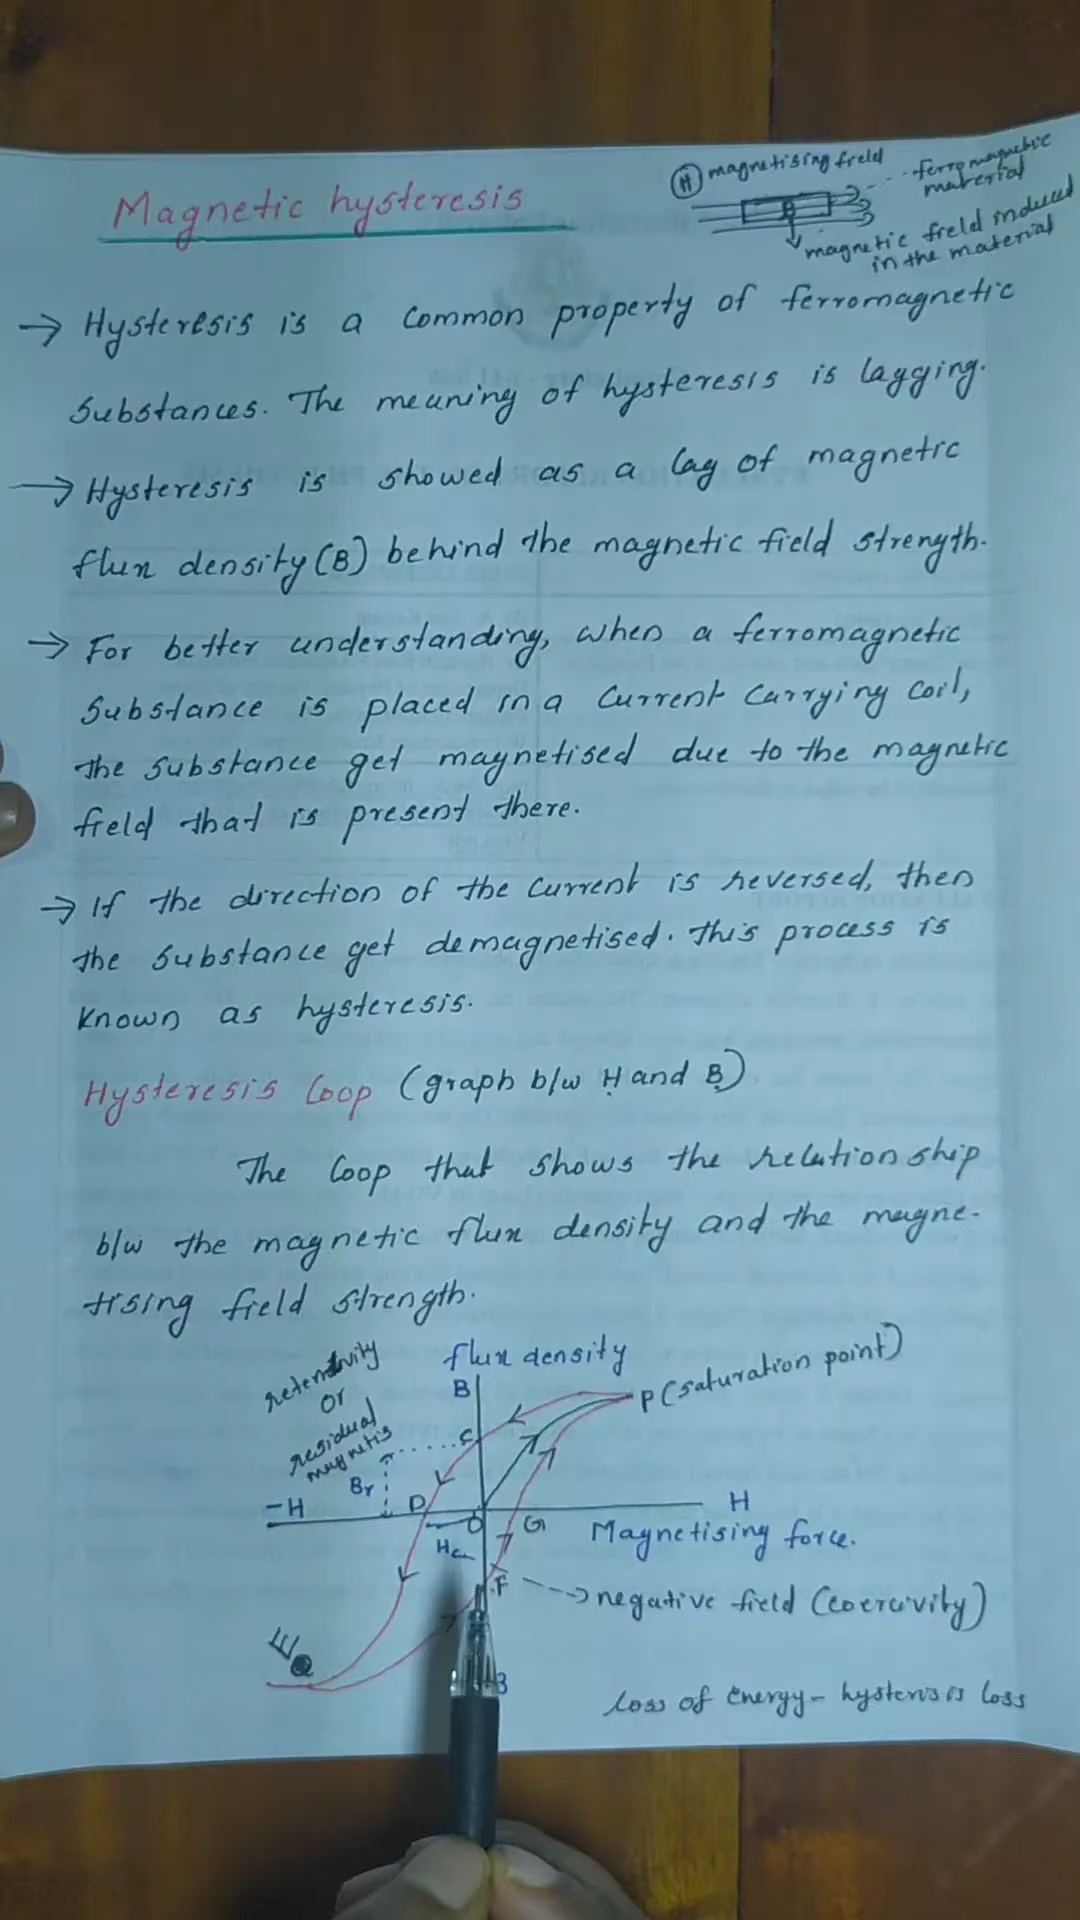 Magnetic hysteresis
(H) magnetising field
ferromagnetic
material
B
magnetic field induced
in the material
→ Hysteresis is a common property of ferromagnetic
substances. The meaning of hysteresis is lagging.
→ Hysteresis is showed as a lag of magnetic
flux density (B) behind the magnetic field strength.
→ For better understanding, when a ferromagnetic
substance is placed in a current carrying coil,
the substance get magnetised due to the magnetic
field that is present there.
→ If the direction of the current is reversed, then
the substance get demagnetised. This process is
known as hysteresis.
Hysteresis Loop (graph b/w H and B)
The loop that shows the relationship
b/w the magnetic flux density and the magne-
tising field strength.
retentivity
or
residual
magnetis
flux density
B
P (saturation point)
C
Br
D
-H
H
O
G
Magnetising force.
Hc
F
negative field (coercivity)
E
B
loss of energy - hysterisis loss